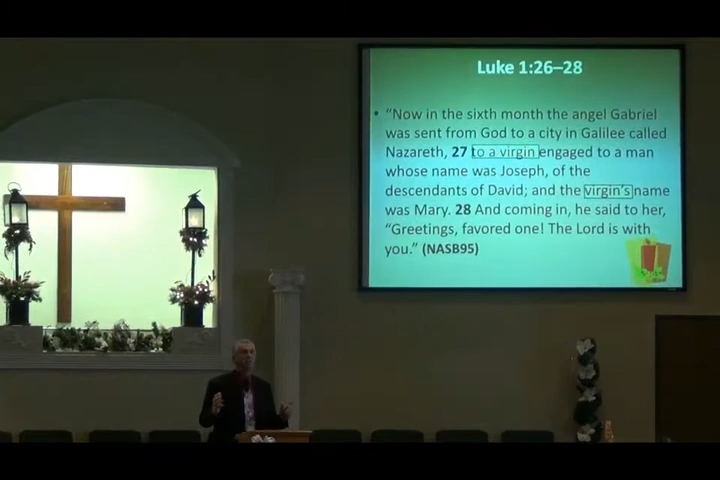 Luke 1:26–28
• “Now in the sixth month the angel Gabriel
was sent from God to a city in Galilee called
Nazareth, 27 to a virgin engaged to a man
whose name was Joseph, of the
descendants of David; and the virgin’s name
was Mary. 28 And coming in, he said to her,
“Greetings, favored one! The Lord is with
you.” (NASB95)